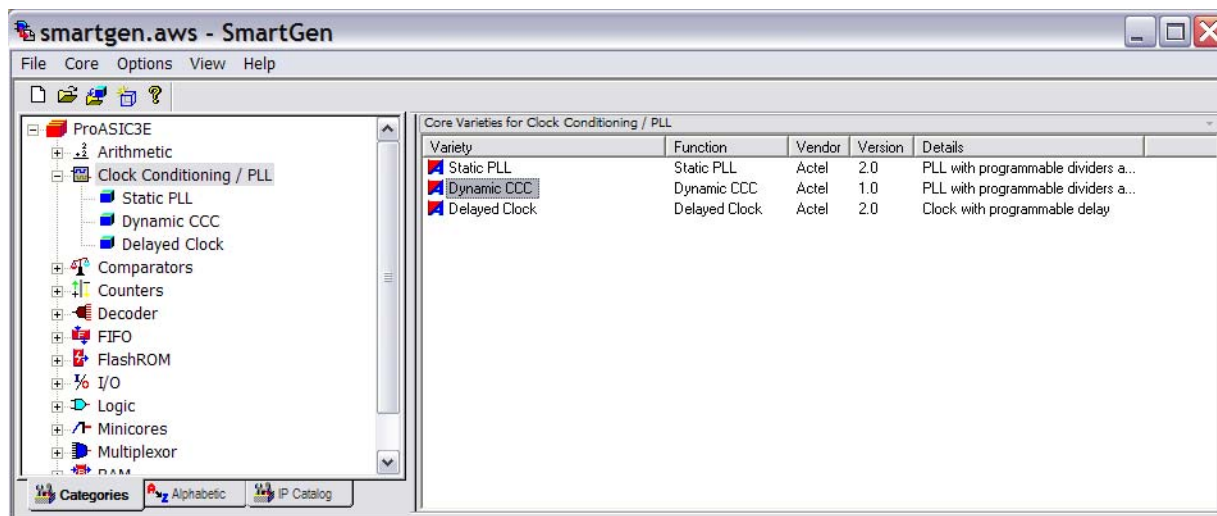 smartgen.aws - SmartGen
File Core Options View Help
ProASIC3E
Arithmetic
Clock Conditioning / PLL
Static PLL
Dynamic CCC
Delayed Clock
Comparators
Counters
Decoder
FIFO
FlashROM
I/O
Logic
Minicores
Multiplexor
RAM
Categories Alphabetic IP Catalog
Core Varieties for Clock Conditioning / PLL
Variety Function Vendor Version Details
Static PLL Static PLL Actel 2.0 PLL with programmable dividers a...
Dynamic CCC Dynamic CCC Actel 1.0 PLL with programmable dividers a...
Delayed Clock Delayed Clock Actel 2.0 Clock with programmable delay